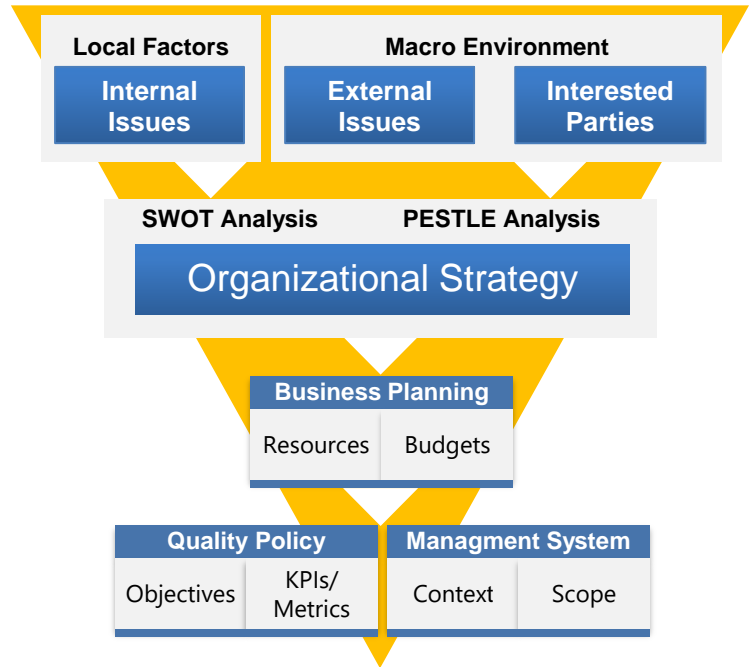 Local Factors
Macro Environment
Internal
Issues
External
Issues
Interested
Parties
SWOT Analysis
PESTLE Analysis
Organizational Strategy
Business Planning
Resources
Budgets
Quality Policy
Managment System
Objectives
KPIs/
Metrics
Context
Scope